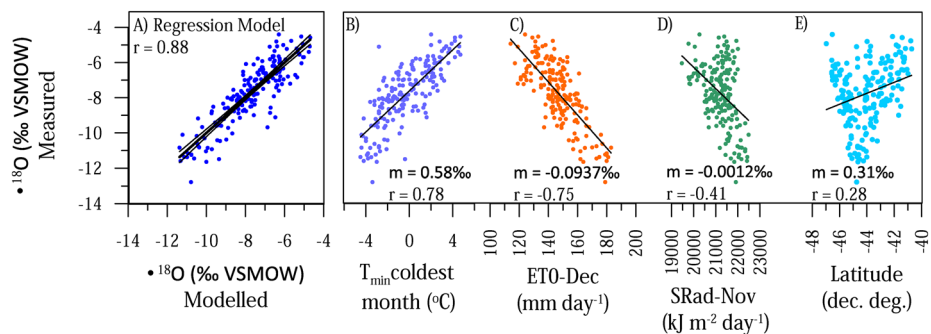 A) Regression Model
r = 0.88
B)
C)
D)
E)
-4
-6
-8
-10
-12
-14
•¹⁸O (‰ VSMOW)
Measured
m = 0.58‰
r = 0.78
m = -0.0937‰
r = -0.75
m = -0.0012‰
r = -0.41
m = 0.31‰
r = 0.28
-14 -12 -10 -8 -6 -4
•¹⁸O (‰ VSMOW)
Modelled
-4 0 4
Tmin coldest
month (ºC)
100 120 140 160 180 200
ET0-Dec
(mm day⁻¹)
19000 20000 21000 22000 23000
SRad-Nov
(kJ m⁻² day⁻¹)
-48 -46 -44 -42 -40
Latitude
(dec. deg.)